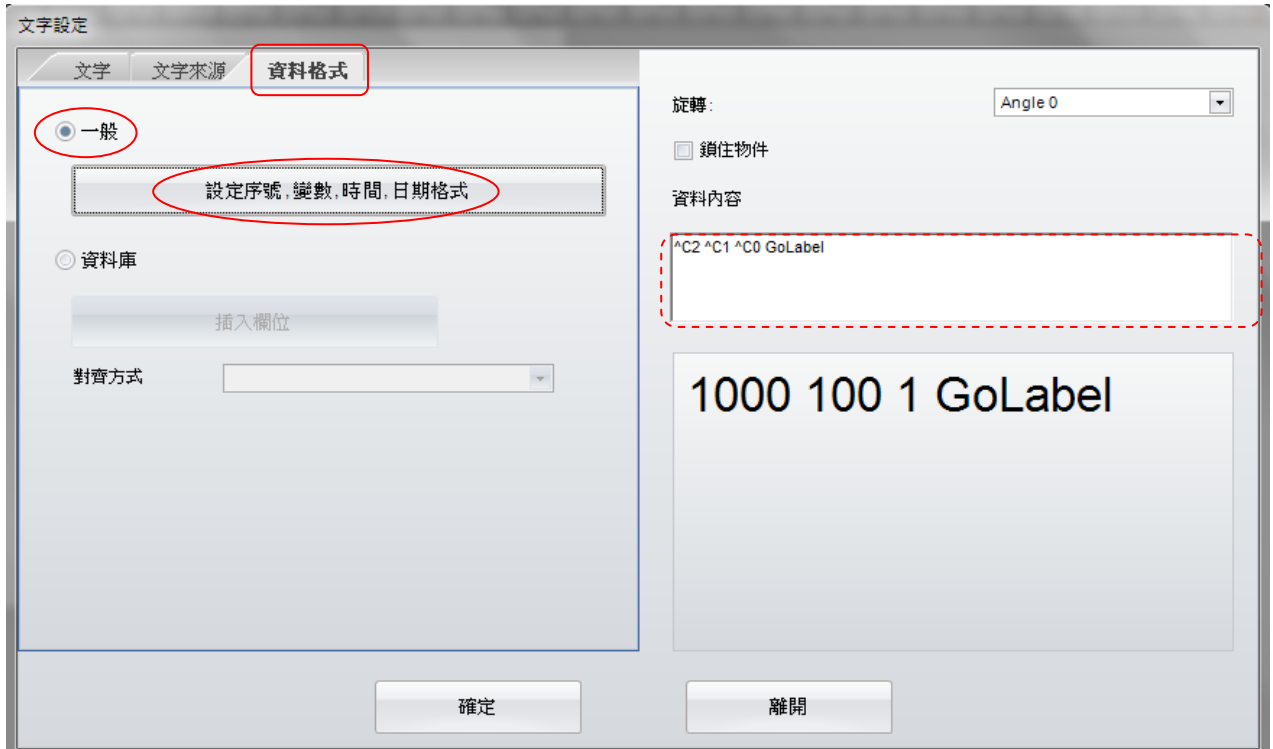 文字設定
文字 文字來源 資料格式
一般
設定序號,變數,時間,日期格式
資料庫
插入欄位
對齊方式
旋轉:
Angle 0
鎖住物件
資料內容
^C2 ^C1 ^C0 GoLabel
1000 100 1 GoLabel
確定
離開